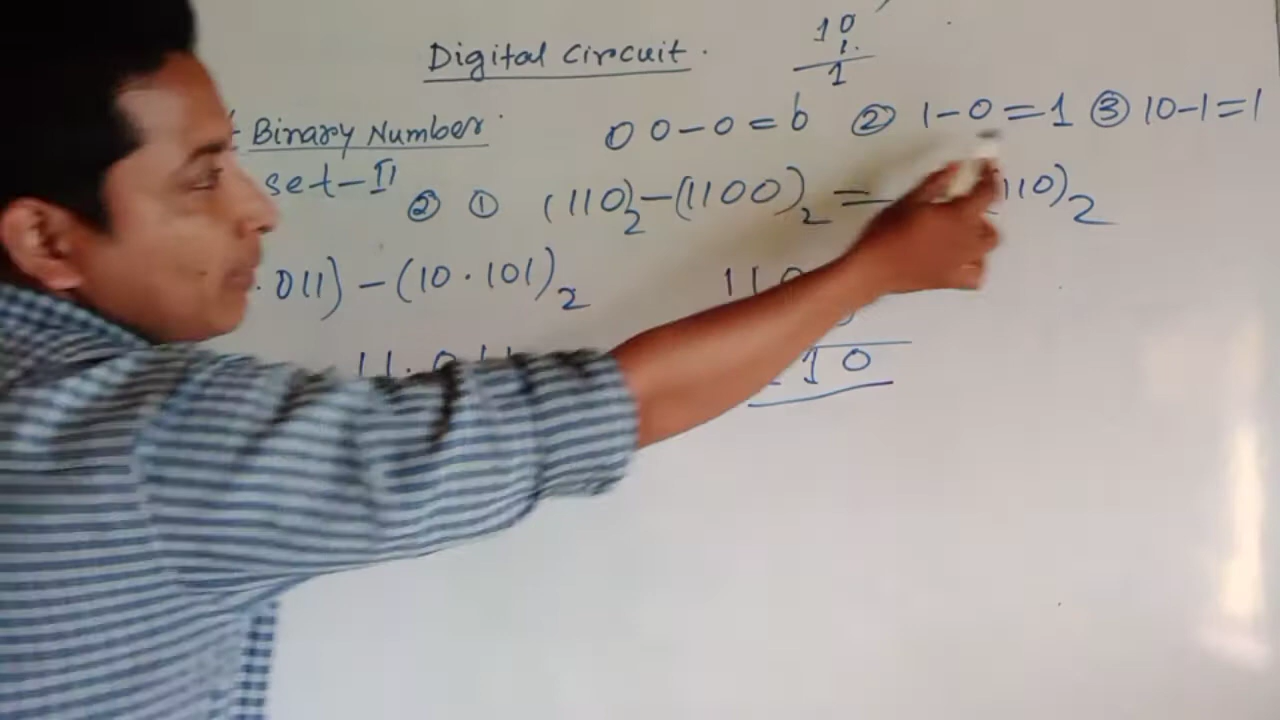 Digital Circuit.
10
1.
1
Binary Number
0 0-0=0 ② 1-0=1 ③ 10-1=1
set-II
② ① (110)₂-(1100)₂ = 110)₂
.011)-(10.101)₂
110
11.011
10